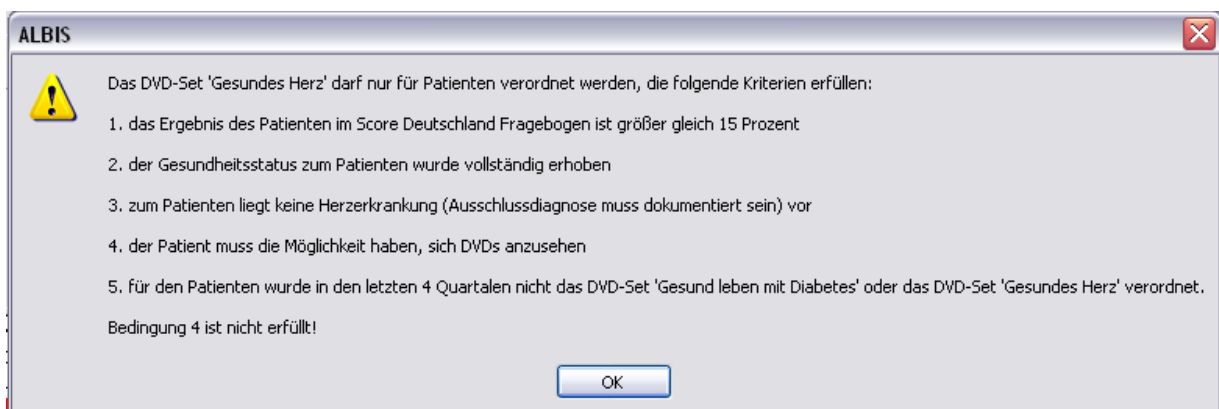 ALBIS
Das DVD-Set 'Gesundes Herz' darf nur für Patienten verordnet werden, die folgende Kriterien erfüllen:
1. das Ergebnis des Patienten im Score Deutschland Fragebogen ist größer gleich 15 Prozent
2. der Gesundheitsstatus zum Patienten wurde vollständig erhoben
3. zum Patienten liegt keine Herzerkrankung (Ausschlussdiagnose muss dokumentiert sein) vor
4. der Patient muss die Möglichkeit haben, sich DVDs anzusehen
5. für den Patienten wurde in den letzten 4 Quartalen nicht das DVD-Set 'Gesund leben mit Diabetes' oder das DVD-Set 'Gesundes Herz' verordnet.
Bedingung 4 ist nicht erfüllt!
OK